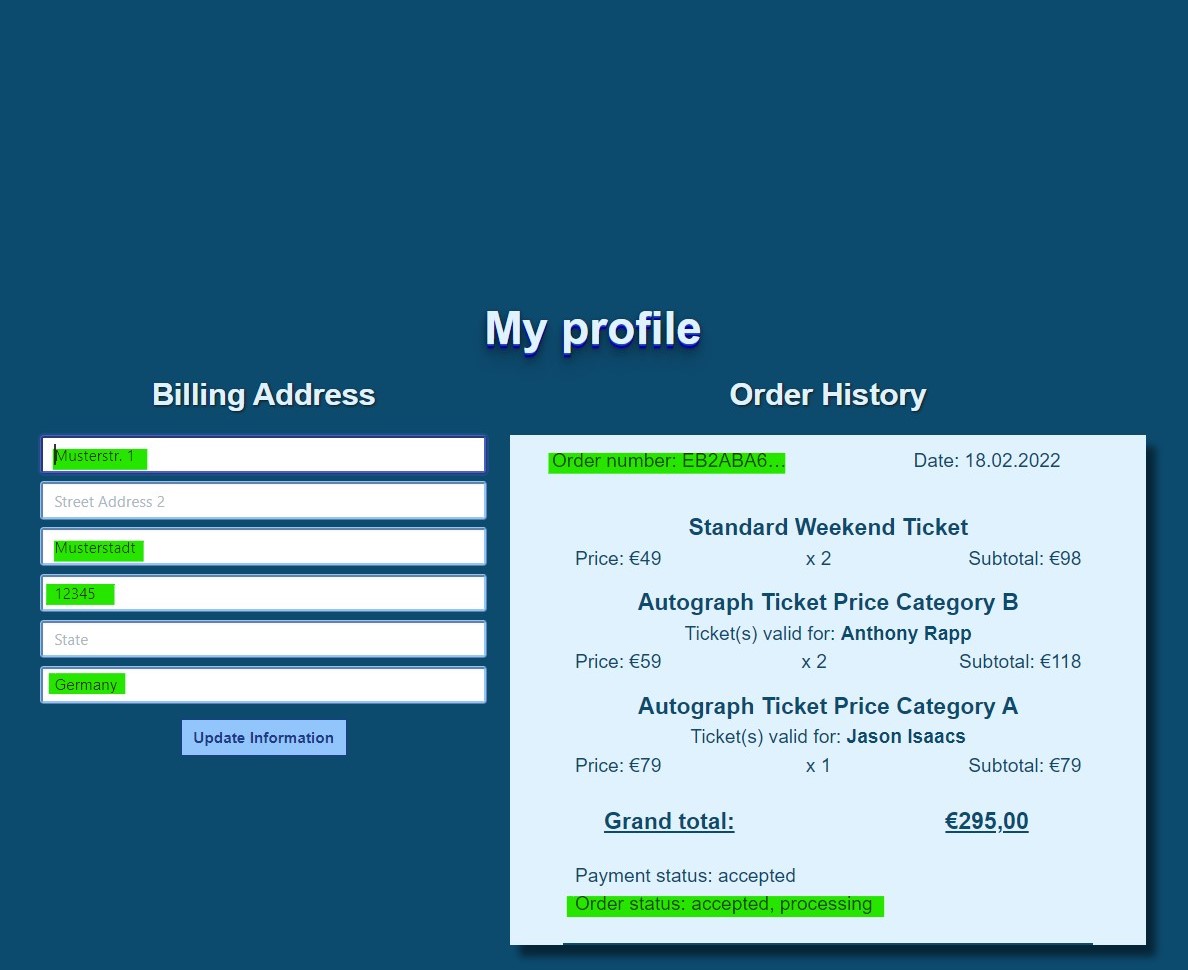 My profile
Billing Address
Musterstr. 1
Street Address 2
Musterstadt
12345
State
Germany
Update Information
Order History
Order number: EB2ABA6... Date: 18.02.2022
Standard Weekend Ticket
Price: €49 x 2 Subtotal: €98
Autograph Ticket Price Category B
Ticket(s) valid for: Anthony Rapp
Price: €59 x 2 Subtotal: €118
Autograph Ticket Price Category A
Ticket(s) valid for: Jason Isaacs
Price: €79 x 1 Subtotal: €79
Grand total: €295,00
Payment status: accepted
Order status: accepted, processing